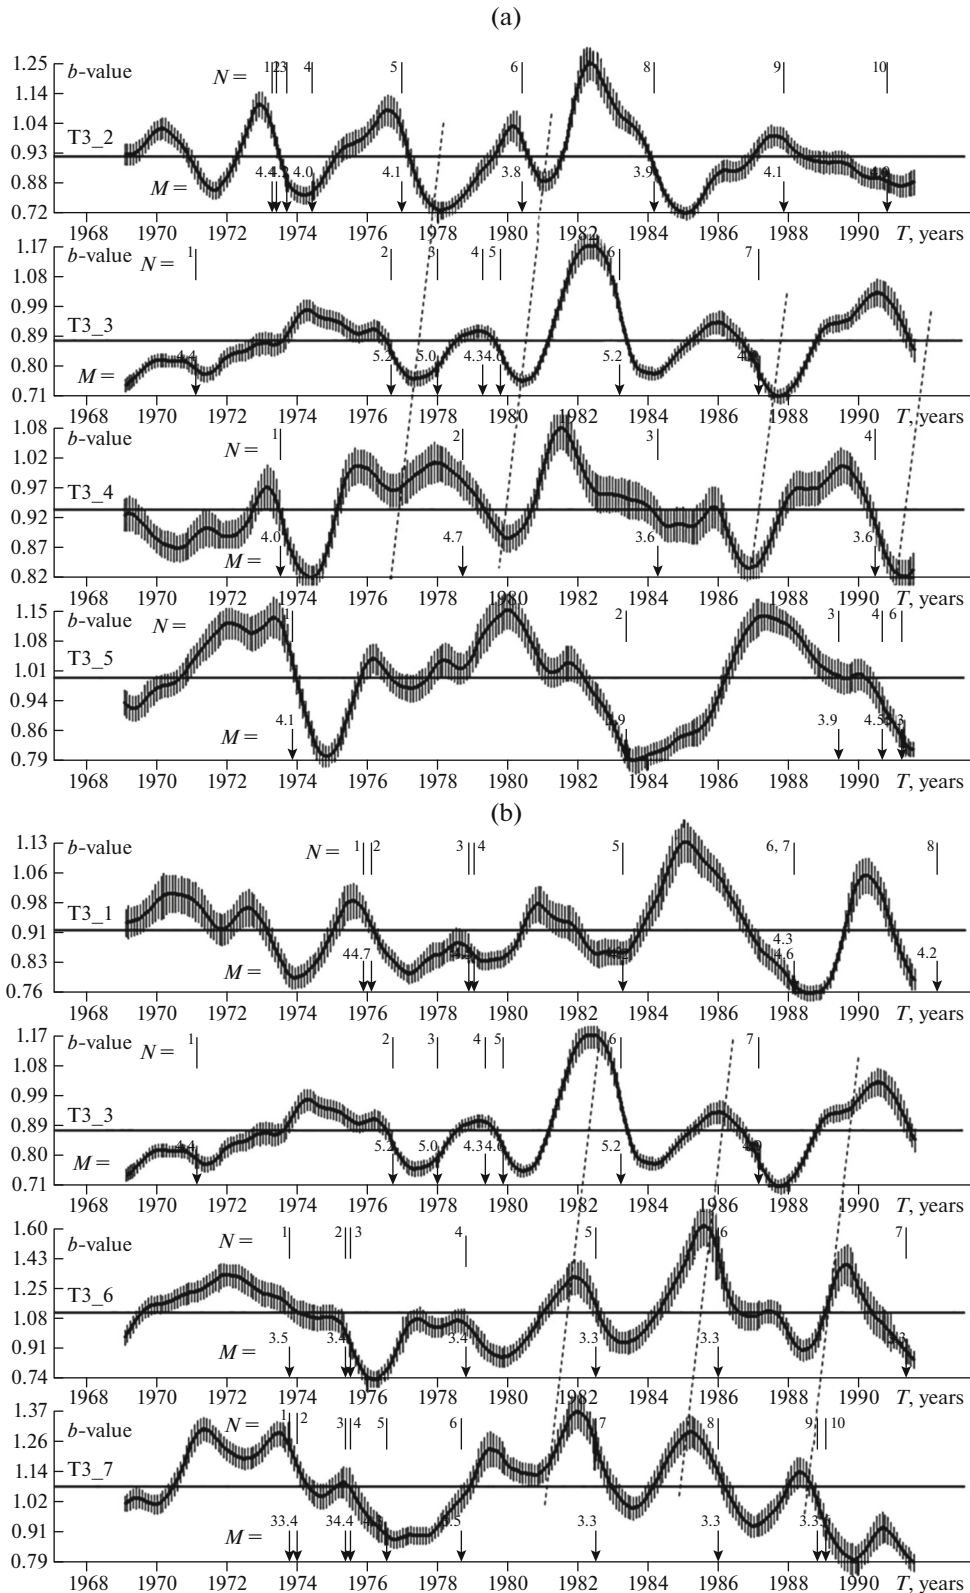 (a)
1.25 b-value N = 1 2 3 4 5 6 8 9 10
1.14
1.04
0.93 T3_2
0.88 M = 4.4 4.0 4.1 3.8 3.9 4.1
0.72
1968 1970 1972 1974 1976 1978 1980 1982 1984 1986 1988 1990 T, years
1.17 b-value N = 1 2 3 4 5 6 7
1.08
0.99
0.89 T3_3
0.80 4.4 5.2 5.0 4.3 4.6 5.2
0.71 M =
1968 1970 1972 1974 1976 1978 1980 1982 1984 1986 1988 1990 T, years
1.08 b-value N = 1 2 3 4
1.02
0.97 T3_4
0.92
0.87 M = 4.0 4.7 3.6 3.6
0.82
1968 1970 1972 1974 1976 1978 1980 1982 1984 1986 1988 1990 T, years
1.15 b-value N = 1 2 3 4 6
1.08
1.01 T3_5
0.94
0.86 M = 4.1 3.9 4.5
0.79
1968 1970 1972 1974 1976 1978 1980 1982 1984 1986 1988 1990 T, years
(b)
1.13 b-value N = 1 2 3 4 5 6, 7 8
1.06
0.98
0.91 T3_1 4.3
0.83 M = 44.7 4.6 4.2
0.76
1968 1970 1972 1974 1976 1978 1980 1982 1984 1986 1988 1990 T, years
1.17 b-value N = 1 2 3 4 5 6 7
1.08
0.99
0.89 T3_3
0.80 M = 4.4 5.2 5.0 4.3 4.6 5.2
0.71
1968 1970 1972 1974 1976 1978 1980 1982 1984 1986 1988 1990 T, years
1.60 b-value N = 1 2 3 4 5 6 7
1.43
1.25 T3_6
1.08
0.91 M = 3.5 3.4 3.4 3.3 3.3
0.74
1968 1970 1972 1974 1976 1978 1980 1982 1984 1986 1988 1990 T, years
1.37 b-value N = 1 2 3 4 5 6 7 8 9 10
1.26
1.14 T3_7
1.02
0.91 M = 33.4 34.4 3.3 3.3 3.3
0.79
1968 1970 1972 1974 1976 1978 1980 1982 1984 1986 1988 1990 T, years